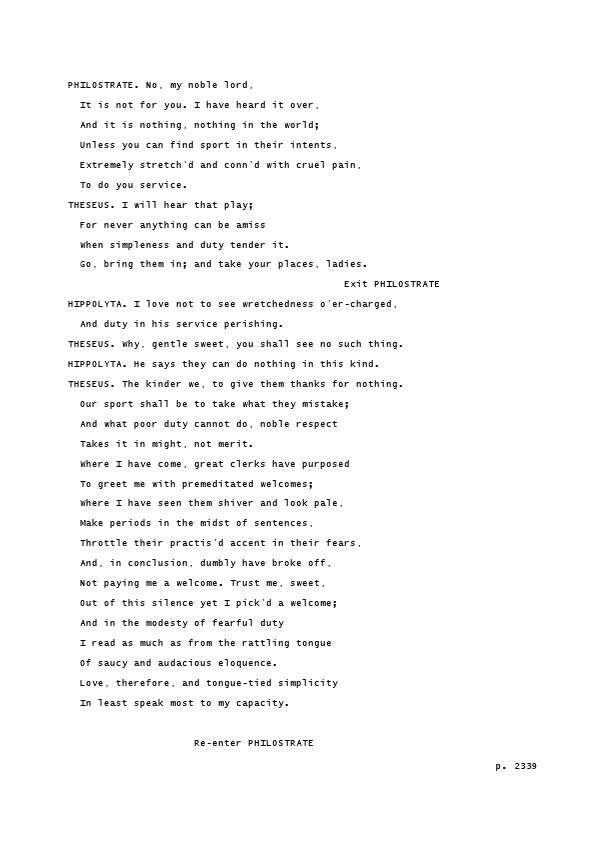 PHILOSTRATE. No, my noble lord,
It is not for you. I have heard it over,
And it is nothing, nothing in the world;
Unless you can find sport in their intents,
Extremely stretch'd and conn'd with cruel pain,
To do you service.
THESEUS. I will hear that play;
For never anything can be amiss
When simpleness and duty tender it.
Go, bring them in; and take your places, ladies.
Exit PHILOSTRATE
HIPPOLYTA. I love not to see wretchedness o'er-charged,
And duty in his service perishing.
THESEUS. Why, gentle sweet, you shall see no such thing.
HIPPOLYTA. He says they can do nothing in this kind.
THESEUS. The kinder we, to give them thanks for nothing.
Our sport shall be to take what they mistake;
And what poor duty cannot do, noble respect
Takes it in might, not merit.
Where I have come, great clerks have purposed
To greet me with premeditated welcomes;
Where I have seen them shiver and look pale,
Make periods in the midst of sentences,
Throttle their practis'd accent in their fears,
And, in conclusion, dumbly have broke off,
Not paying me a welcome. Trust me, sweet,
Out of this silence yet I pick'd a welcome;
And in the modesty of fearful duty
I read as much as from the rattling tongue
Of saucy and audacious eloquence.
Love, therefore, and tongue-tied simplicity
In least speak most to my capacity.
Re-enter PHILOSTRATE
p. 2339